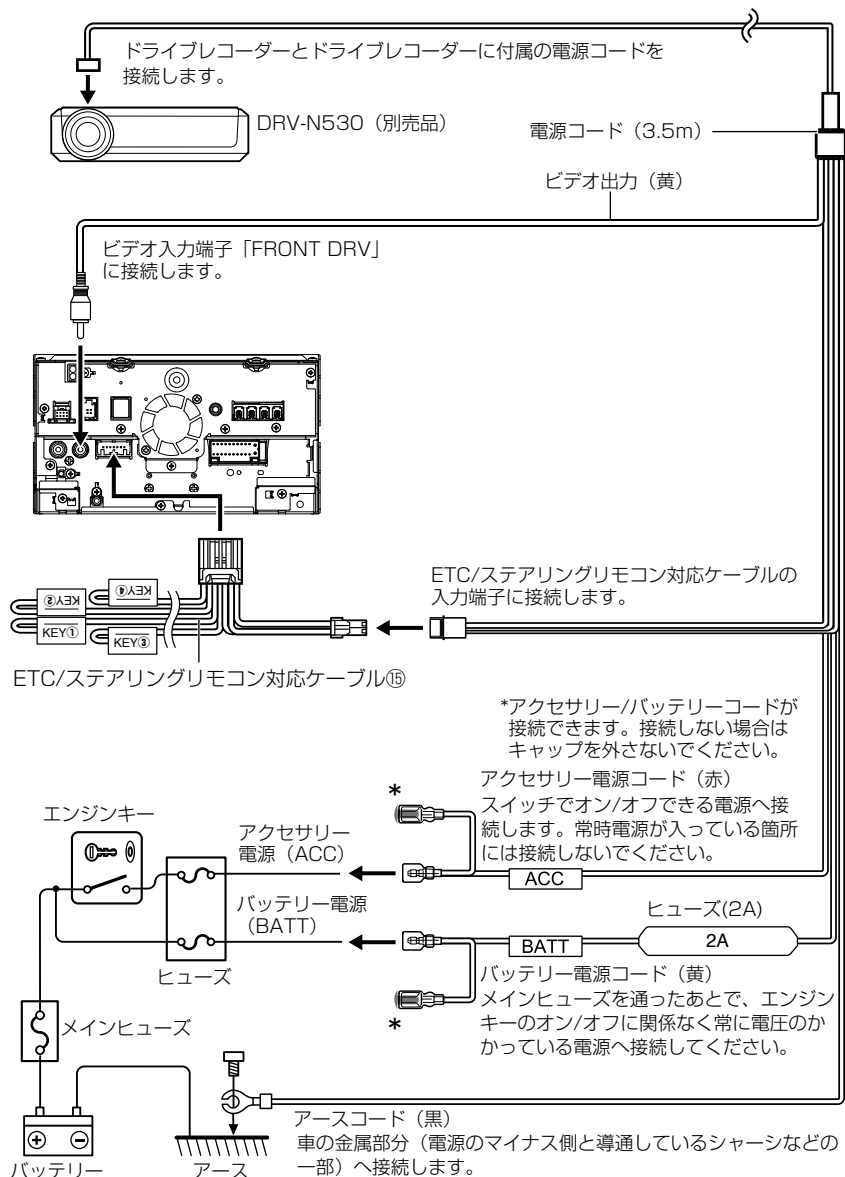 ドライブレコーダーとドライブレコーダーに付属の電源コードを
接続します。
DRV-N530（別売品）
電源コード（3.5m）
ビデオ出力（黄）
ビデオ入力端子「FRONT DRV」
に接続します。
KEY②
KEY④
KEY①
KEY③
ETC/ステアリングリモコン対応ケーブルの
入力端子に接続します。
ETC/ステアリングリモコン対応ケーブル⑮
*アクセサリー/バッテリーコードが
接続できます。接続しない場合は
キャップを外さないでください。
アクセサリー電源コード（赤）
スイッチでオン/オフできる電源へ接
続します。常時電源が入っている箇所
には接続しないでください。
*
エンジンキー
アクセサリー
電源（ACC）
ACC
バッテリー電源
（BATT）
ヒューズ(2A)
BATT
2A
ヒューズ
バッテリー電源コード（黄）
メインヒューズを通ったあとで、エンジン
キーのオン/オフに関係なく常に電圧のか
かっている電源へ接続してください。
*
メインヒューズ
アースコード（黒）
車の金属部分（電源のマイナス側と導通しているシャーシなどの
一部）へ接続します。
⊕ ⊖
バッテリー
アース